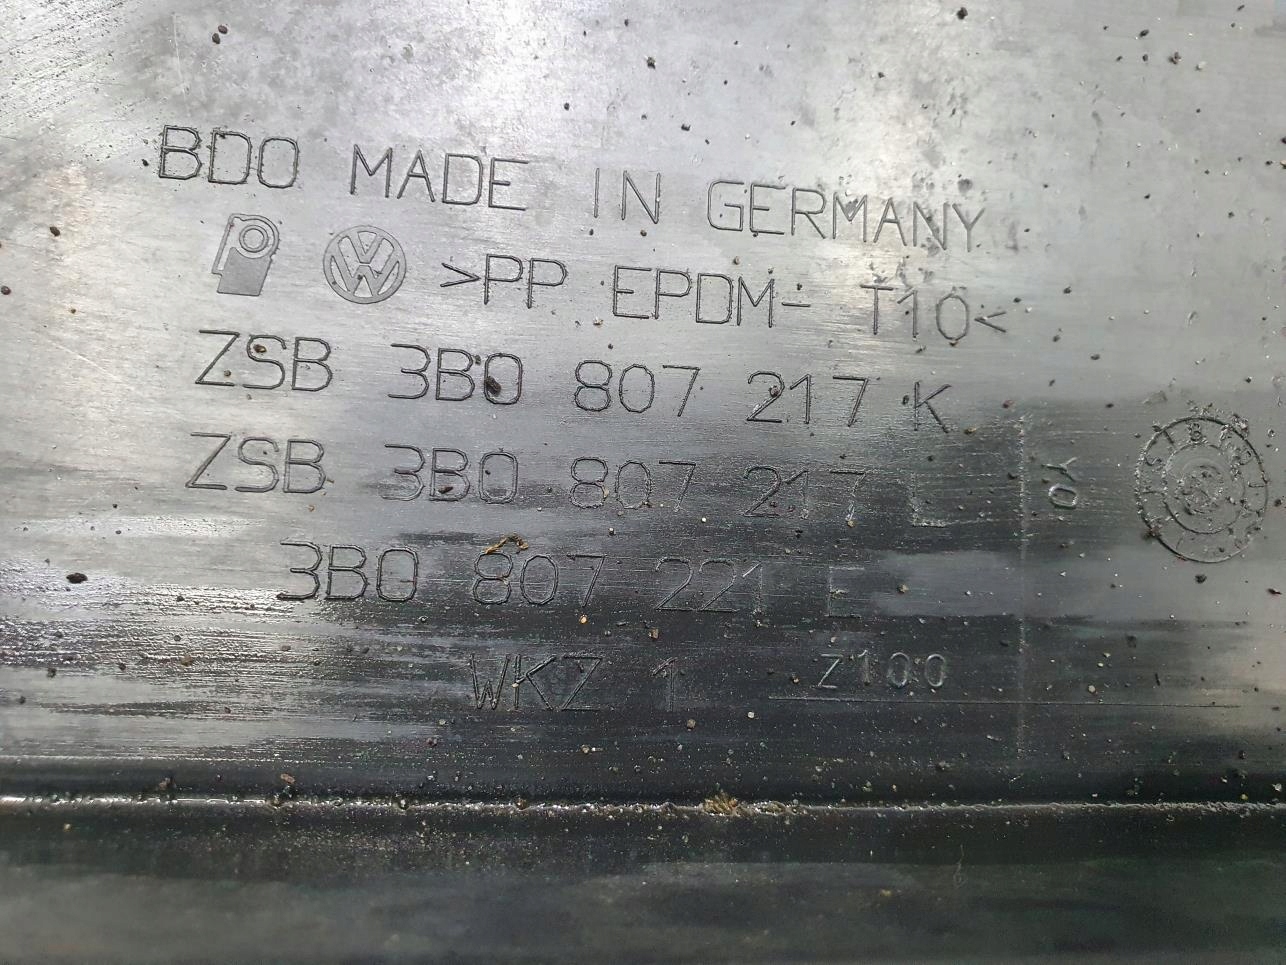 BDO MADE IN GERMANY
>PP EPDM- T10<
ZSB 3B0 807 217 K
ZSB 3B0 807 217 L
3B0 807 221 E
WKZ 1
Z100
0Y